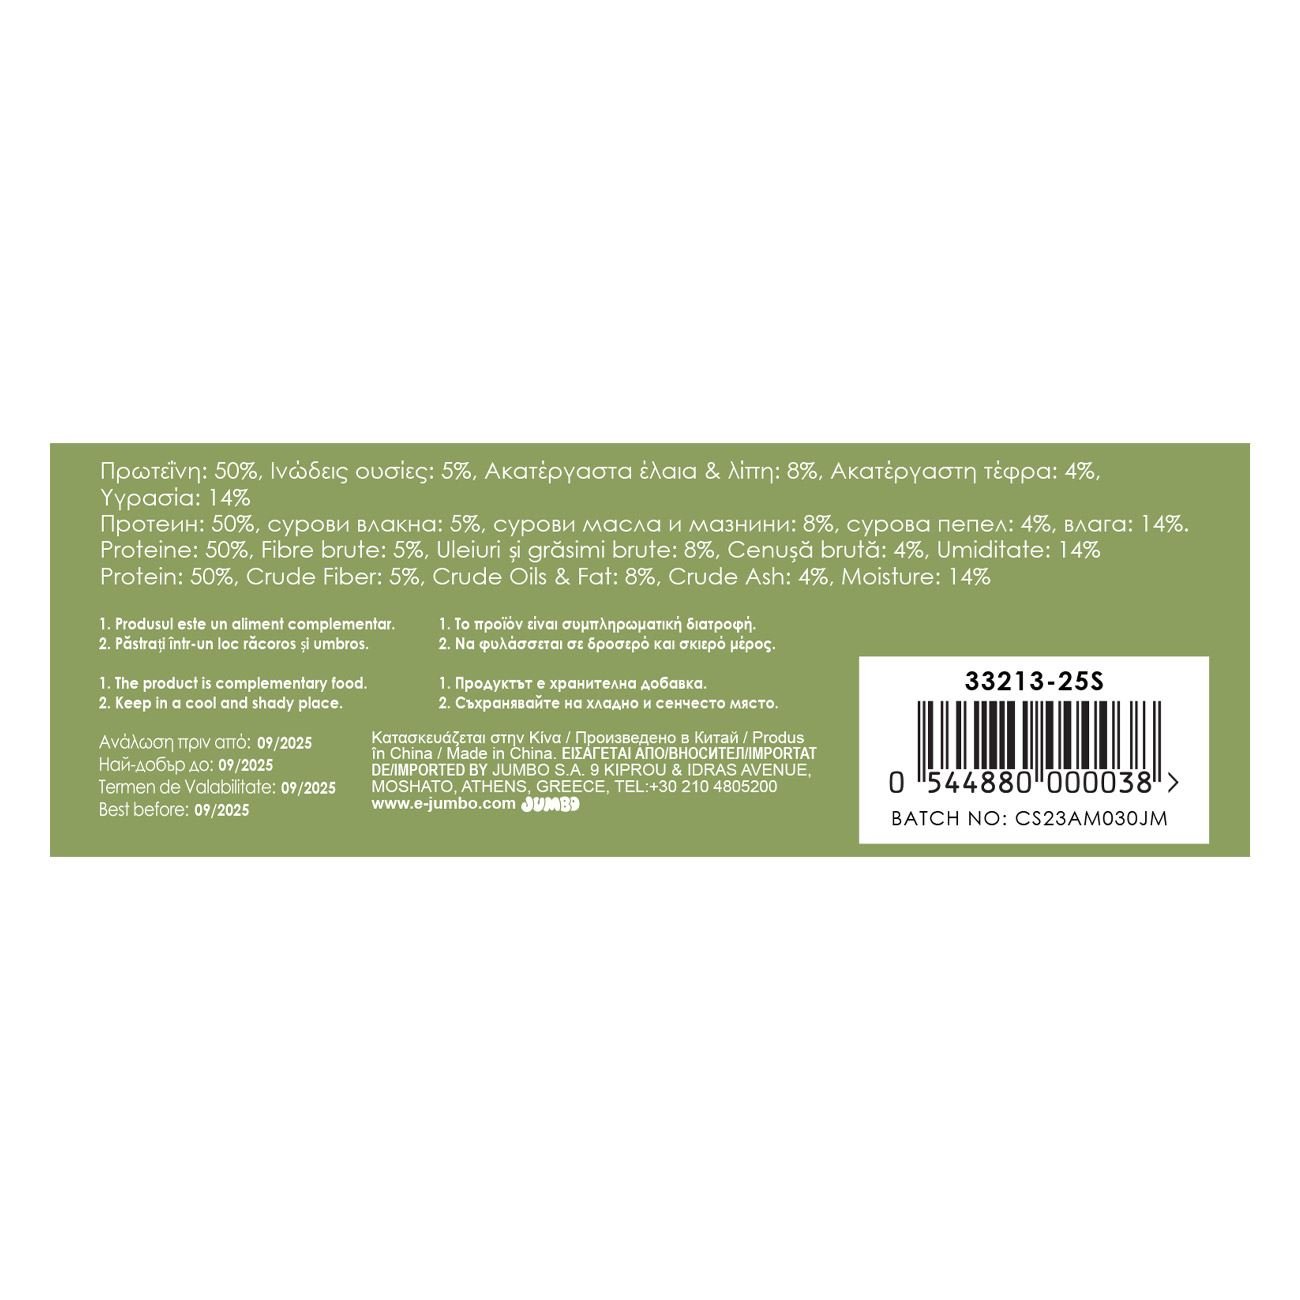 Πρωτεΐνη: 50%, Ινώδεις ουσίες: 5%, Ακατέργαστα έλαια & λίπη: 8%, Ακατέργαστη τέφρα: 4%,
Υγρασία: 14%
Протеин: 50%, сурови влакна: 5%, сурови масла и мазнини: 8%, сурова пепел: 4%, влага: 14%.
Proteine: 50%, Fibre brute: 5%, Uleiuri și grăsimi brute: 8%, Cenușă brută: 4%, Umiditate: 14%
Protein: 50%, Crude Fiber: 5%, Crude Oils & Fat: 8%, Crude Ash: 4%, Moisture: 14%
1. Produsul este un aliment complementar.
2. Păstrați într-un loc răcoros și umbros.
1. Το προϊόν είναι συμπληρωματική διατροφή.
2. Να φυλάσσεται σε δροσερό και σκιερό μέρος.
1. The product is complementary food.
2. Keep in a cool and shady place.
1. Продуктът е хранителна добавка.
2. Съхранявайте на хладно и сенчесто място.
Ανάλωση πριν από: 09/2025
Най-добър до: 09/2025
Termen de Valabilitate: 09/2025
Best before: 09/2025
Κατασκευάζεται στην Κίνα / Произведено в Китай / Produs
în China / Made in China. ΕΙΣΑΓΕΤΑΙ ΑΠΟ/ВНОСИТЕЛ/IMPORTAT
DE/IMPORTED BY JUMBO S.A. 9 KIPROU & IDRAS AVENUE,
MOSHATO, ATHENS, GREECE, TEL:+30 210 4805200
www.e-jumbo.com JUMBO
33213-25S
0 544880 000038 >
BATCH NO: CS23AM030JM